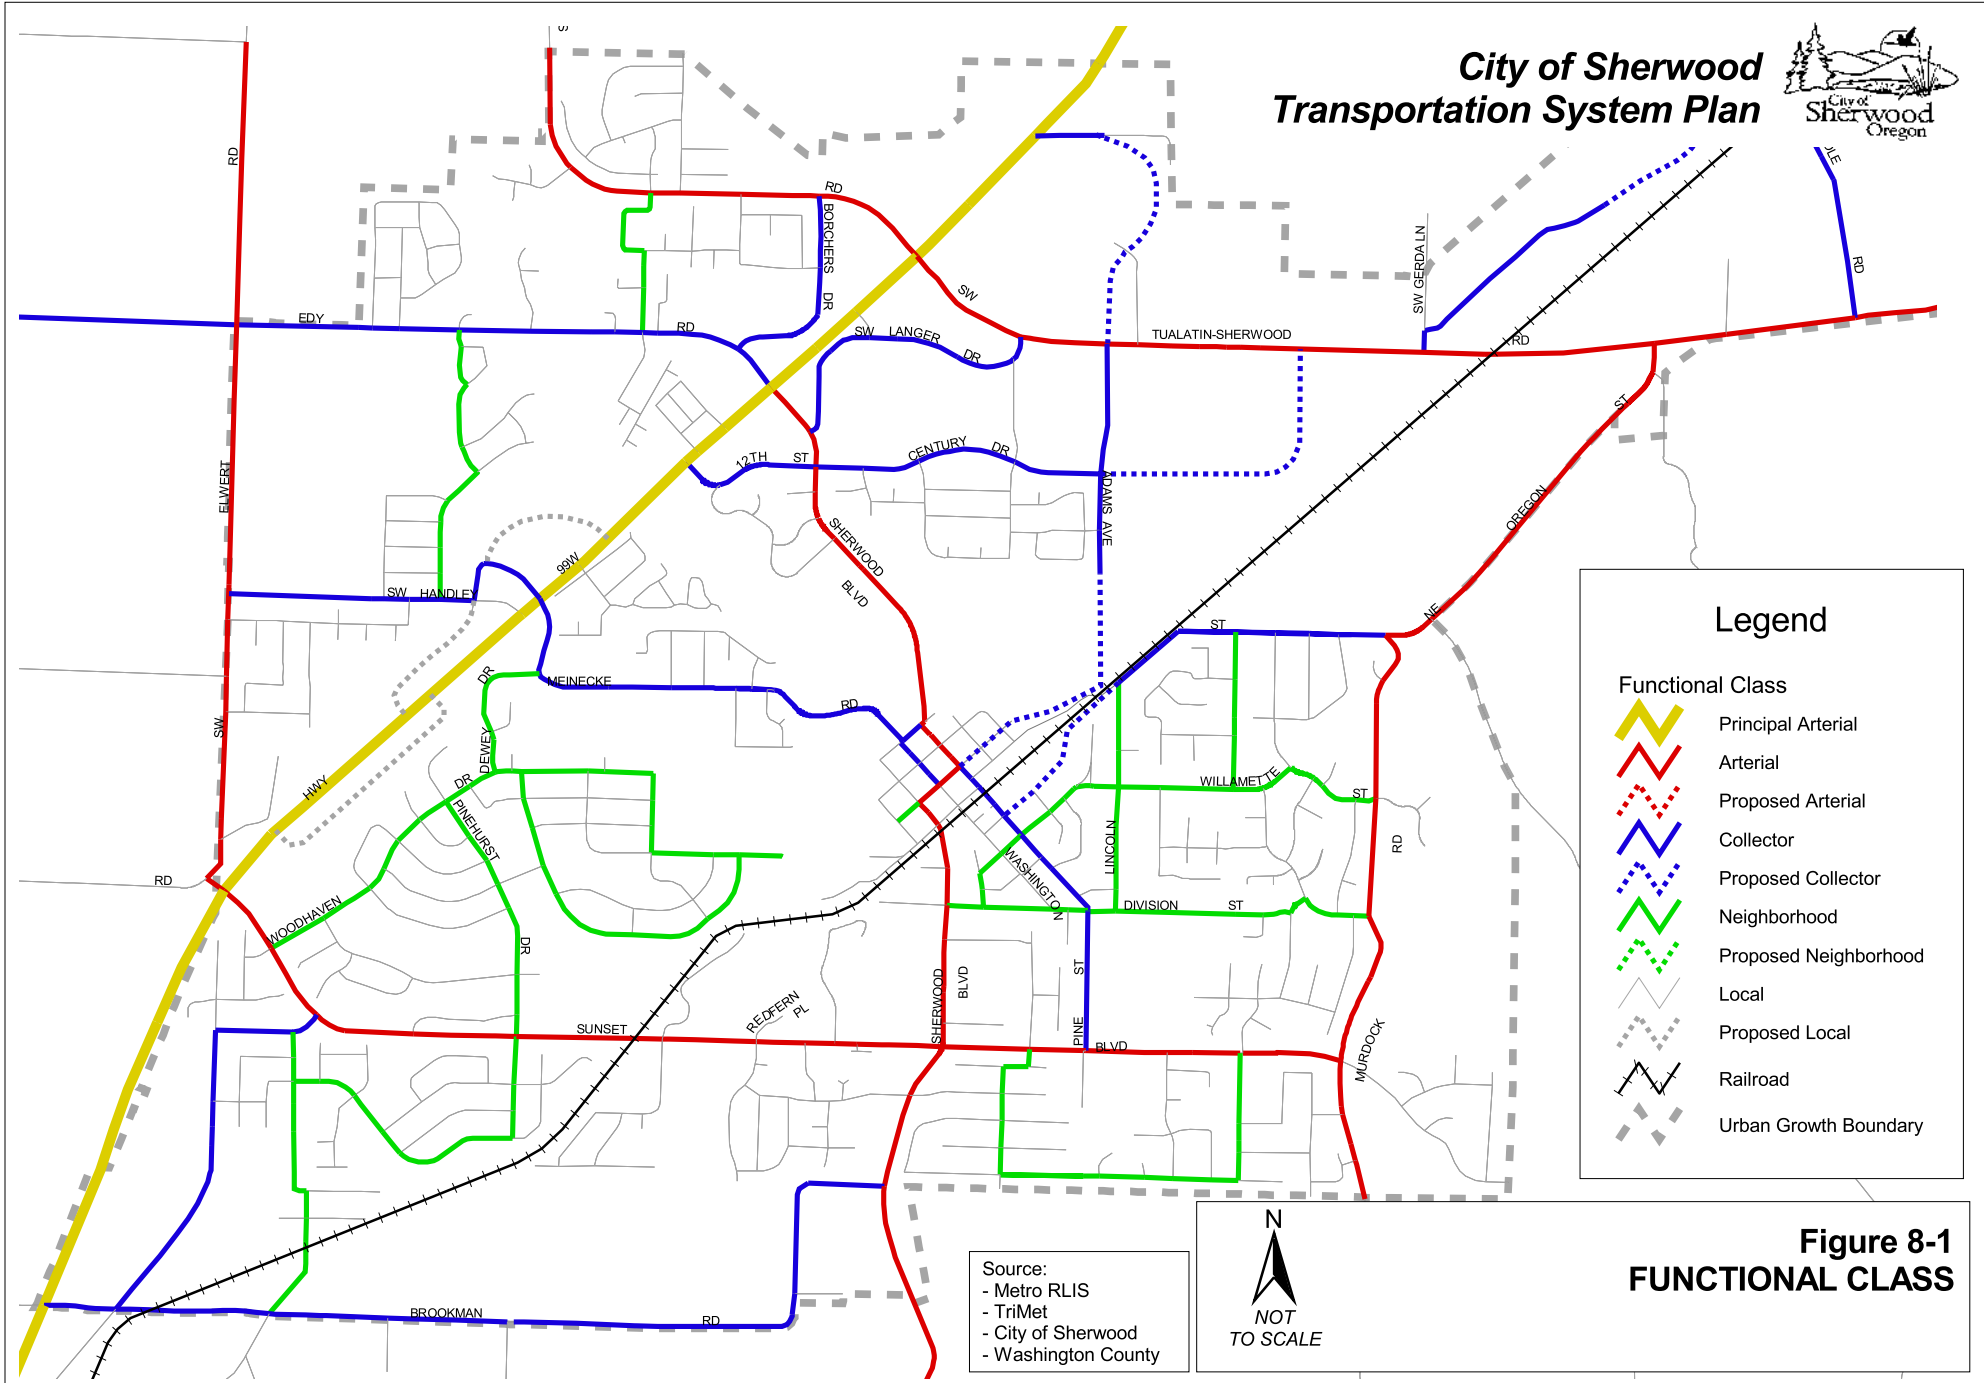 City of Sherwood
Transportation System Plan
City of
Sherwood
Oregon
RD
RD
BORCHERS
DR
SW
SW GERDA LN
RD
EDY
RD
SW LANGER
DR
TUALATIN-SHERWOOD
RD
ST
ELWERT
12TH
ST
CENTURY
DR
ADAMS AVE
OREGON
SHERWOOD
BLVD
99W
SW HANDLEY
NE
ST
DR
MEINECKE
RD
SW
DEWEY
HWY
DR
PINEHURST
WILLAMETTE
ST
LINCOLN
RD
WASHINGTON
RD
WOODHAVEN
DR
DIVISION
ST
SHERWOOD
BLVD
ST
REDFERN
PL
SUNSET
PINE
BLVD
MURDOCK
BROOKMAN
RD
Legend
Functional Class
Principal Arterial
Arterial
Proposed Arterial
Collector
Proposed Collector
Neighborhood
Proposed Neighborhood
Local
Proposed Local
Railroad
Urban Growth Boundary
Source:
- Metro RLIS
- TriMet
- City of Sherwood
- Washington County
N
NOT
TO SCALE
Figure 8-1
FUNCTIONAL CLASS